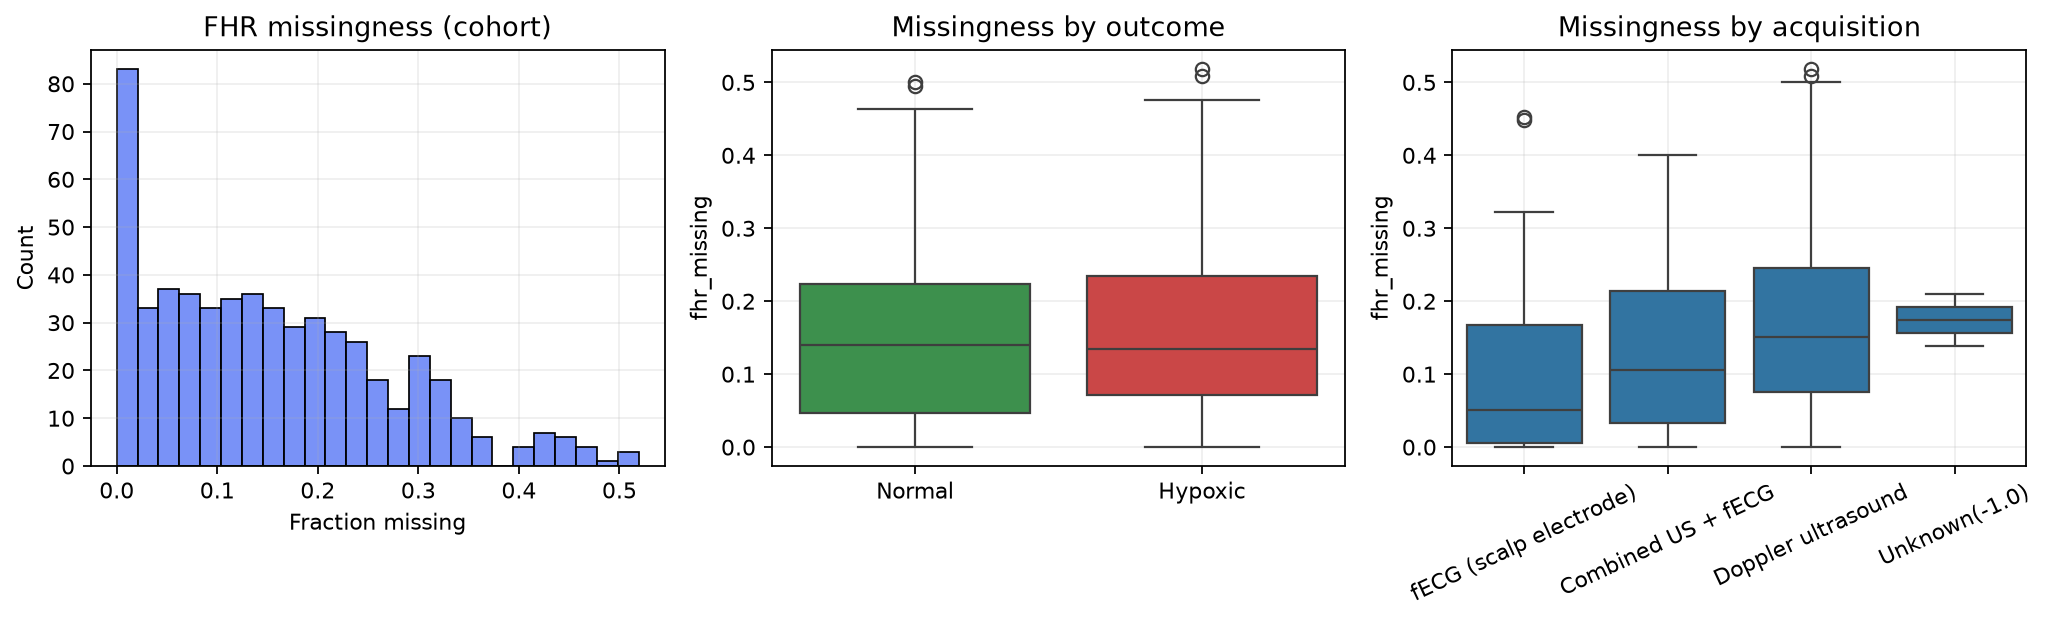 FHR missingness (cohort)
Count
80
70
60
50
40
30
20
10
0
0.0 0.1 0.2 0.3 0.4 0.5
Fraction missing
Missingness by outcome
fhr_missing
0.5
0.4
0.3
0.2
0.1
0.0
Normal Hypoxic
Missingness by acquisition
fhr_missing
0.5
0.4
0.3
0.2
0.1
0.0
fECG (scalp electrode)
Combined US + fECG
Doppler ultrasound
Unknown(-1.0)